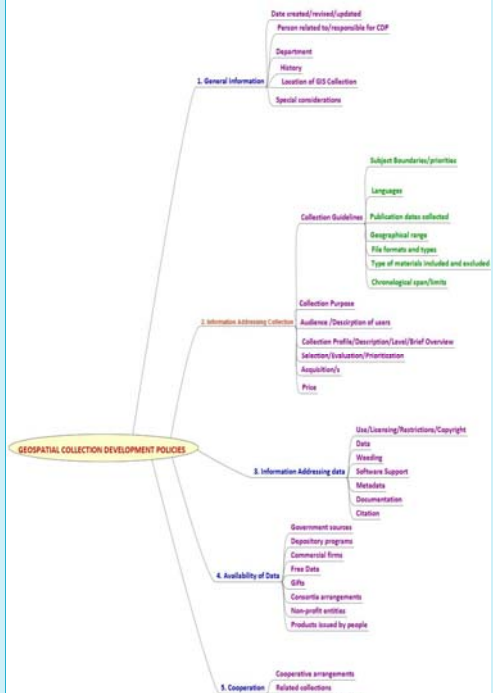 Date created/revised/updated
Person related to/responsible for CDP
Department
History
1. General Information
Location of GIS Collection
Special considerations
Subject Boundaries/priorities
Languages
Collection Guidelines
Publication dates collected
Geographical range
File formats and types
Type of materials included and excluded
Chronological span/limits
Collection Purpose
2. Information Addressing Collection
Audience /Description of users
Collection Profile/Description/Level/Brief Overview
Selection/Evaluation/Prioritization
Acquisition/s
Price
GEOSPATIAL COLLECTION DEVELOPMENT POLICIES
Use/Licensing/Restrictions/Copyright
Data
Weeding
3. Information Addressing data
Software Support
Metadata
Documentation
Citation
Government sources
Depository programs
Commercial firms
Free Data
4. Availability of Data
Gifts
Consortia arrangements
Non-profit entities
Products issued by people
Cooperative arrangements
5. Cooperation
Related collections